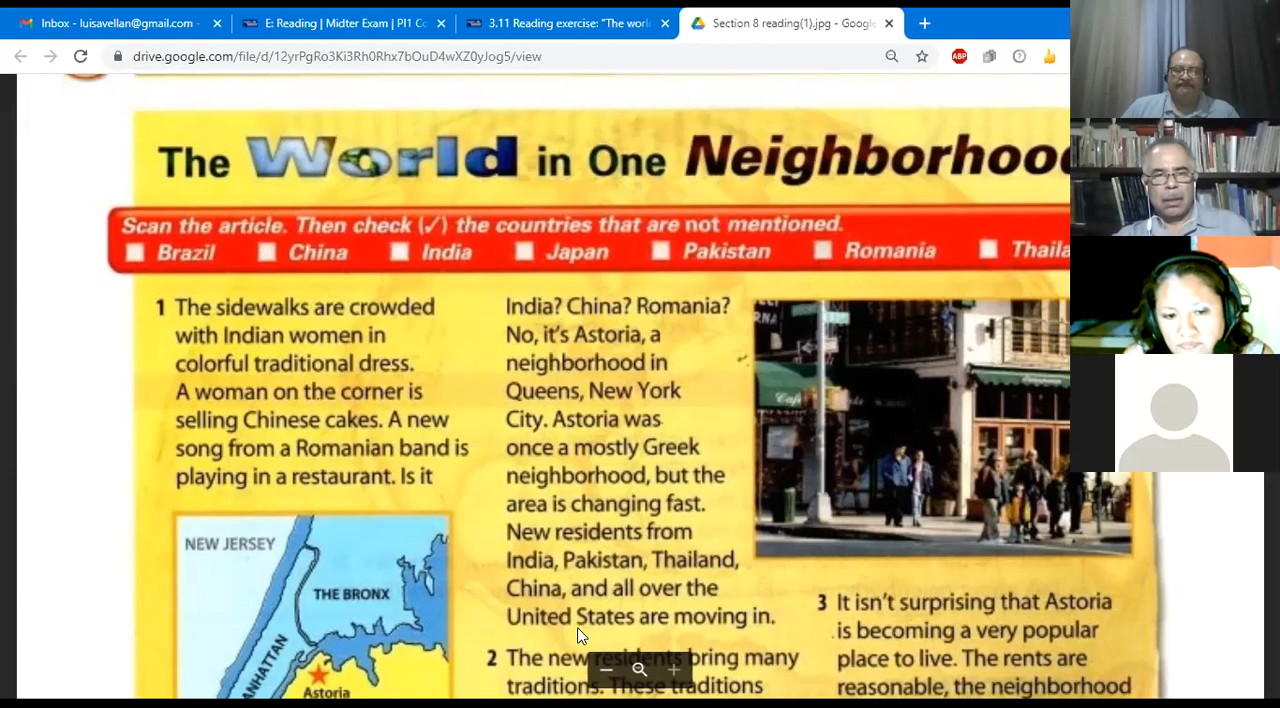 Inbox - luisavellan@gmail.com -
E: Reading | Midter Exam | PI1 Co
3.11 Reading exercise: "The worl
Section 8 reading(1).jpg - Google
drive.google.com/file/d/12yrPgRo3Ki3Rh0Rhx7bOuD4wXZ0yJog5/view
ABP
The World in One Neighborhood
Scan the article. Then check (✓) the countries that are not mentioned.
Brazil China India Japan Pakistan Romania Thaila
1 The sidewalks are crowded
with Indian women in
colorful traditional dress.
A woman on the corner is
selling Chinese cakes. A new
song from a Romanian band is
playing in a restaurant. Is it
India? China? Romania?
No, it's Astoria, a
neighborhood in
Queens, New York
City. Astoria was
once a mostly Greek
neighborhood, but the
area is changing fast.
New residents from
India, Pakistan, Thailand,
China, and all over the
United States are moving in.
2 The new residents bring many
traditions. These traditions
3 It isn't surprising that Astoria
is becoming a very popular
place to live. The rents are
reasonable, the neighborhood
NEW JERSEY
THE BRONX
MANHATTAN
Astoria